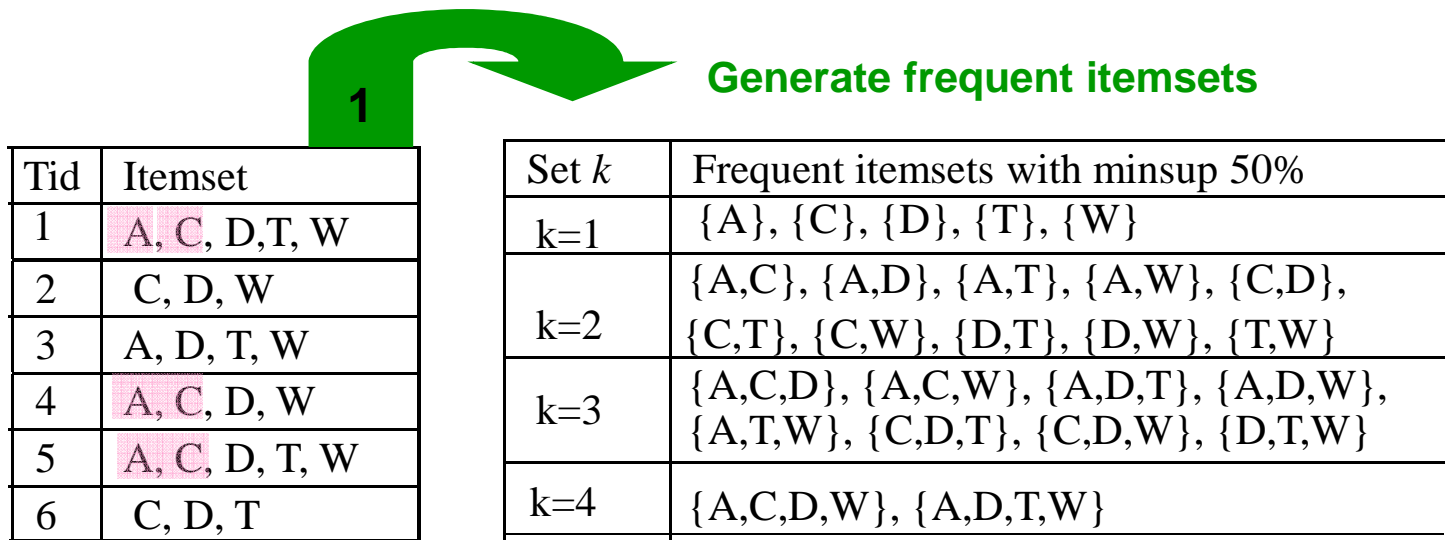 1
Generate frequent itemsets
Tid Itemset
1 A, C, D,T, W
2 C, D, W
3 A, D, T, W
4 A, C, D, W
5 A, C, D, T, W
6 C, D, T
Set k Frequent itemsets with minsup 50%
k=1 {A}, {C}, {D}, {T}, {W}
k=2 {A,C}, {A,D}, {A,T}, {A,W}, {C,D},
{C,T}, {C,W}, {D,T}, {D,W}, {T,W}
k=3 {A,C,D}, {A,C,W}, {A,D,T}, {A,D,W},
{A,T,W}, {C,D,T}, {C,D,W}, {D,T,W}
k=4 {A,C,D,W}, {A,D,T,W}